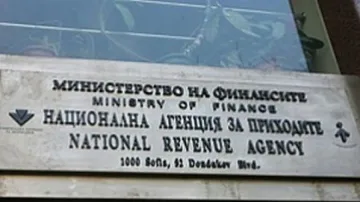 МИНИСТЕРСТВО НА ФИНАНСИТЕ
MINISTRY OF FINANCE
НАЦИОНАЛНА АГЕНЦИЯ ЗА ПРИХОДИТЕ
NATIONAL REVENUE AGENCY
1000 Sofia, 52 Dondukov Blvd.